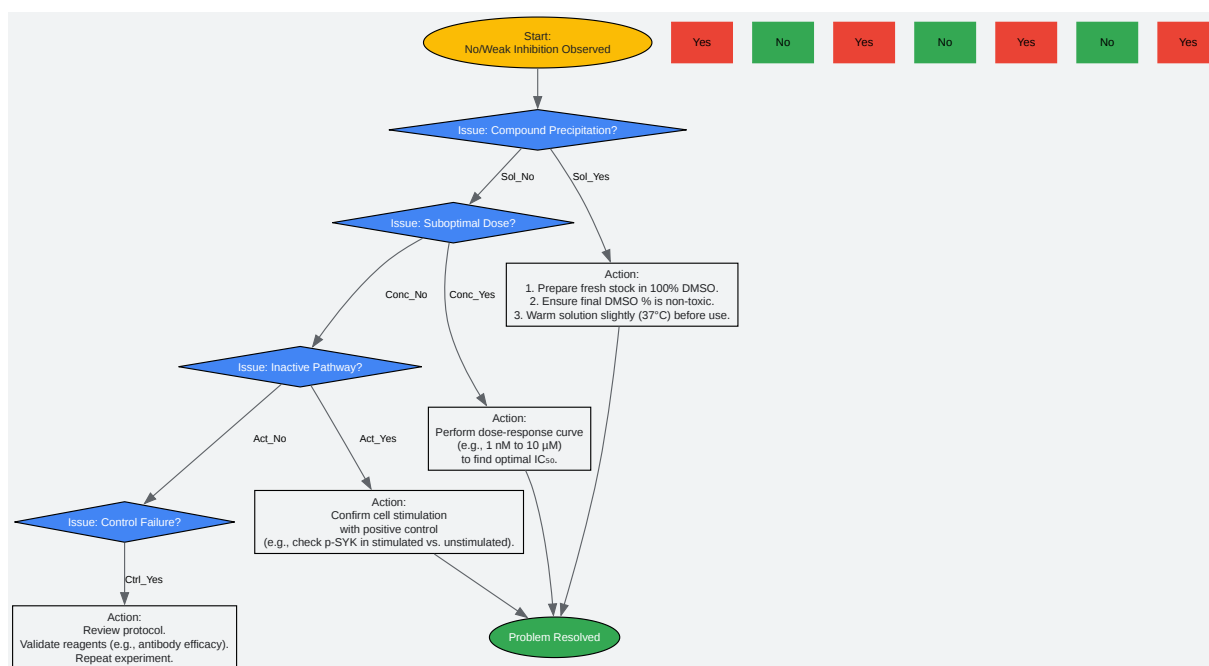 Start:
No/Weak Inhibition Observed
Yes
No
Yes
No
Yes
No
Yes
Issue: Compound Precipitation?
Sol_No
Sol_Yes
Issue: Suboptimal Dose?
Action:
1. Prepare fresh stock in 100% DMSO.
2. Ensure final DMSO % is non-toxic.
3. Warm solution slightly (37°C) before use.
Conc_No
Conc_Yes
Issue: Inactive Pathway?
Action:
Perform dose-response curve
(e.g., 1 nM to 10 µM)
to find optimal IC₅₀.
Act_No
Act_Yes
Action:
Confirm cell stimulation
with positive control
(e.g., check p-SYK in stimulated vs. unstimulated).
Issue: Control Failure?
Ctrl_Yes
Action:
Review protocol.
Validate reagents (e.g., antibody efficacy).
Repeat experiment.
Problem Resolved